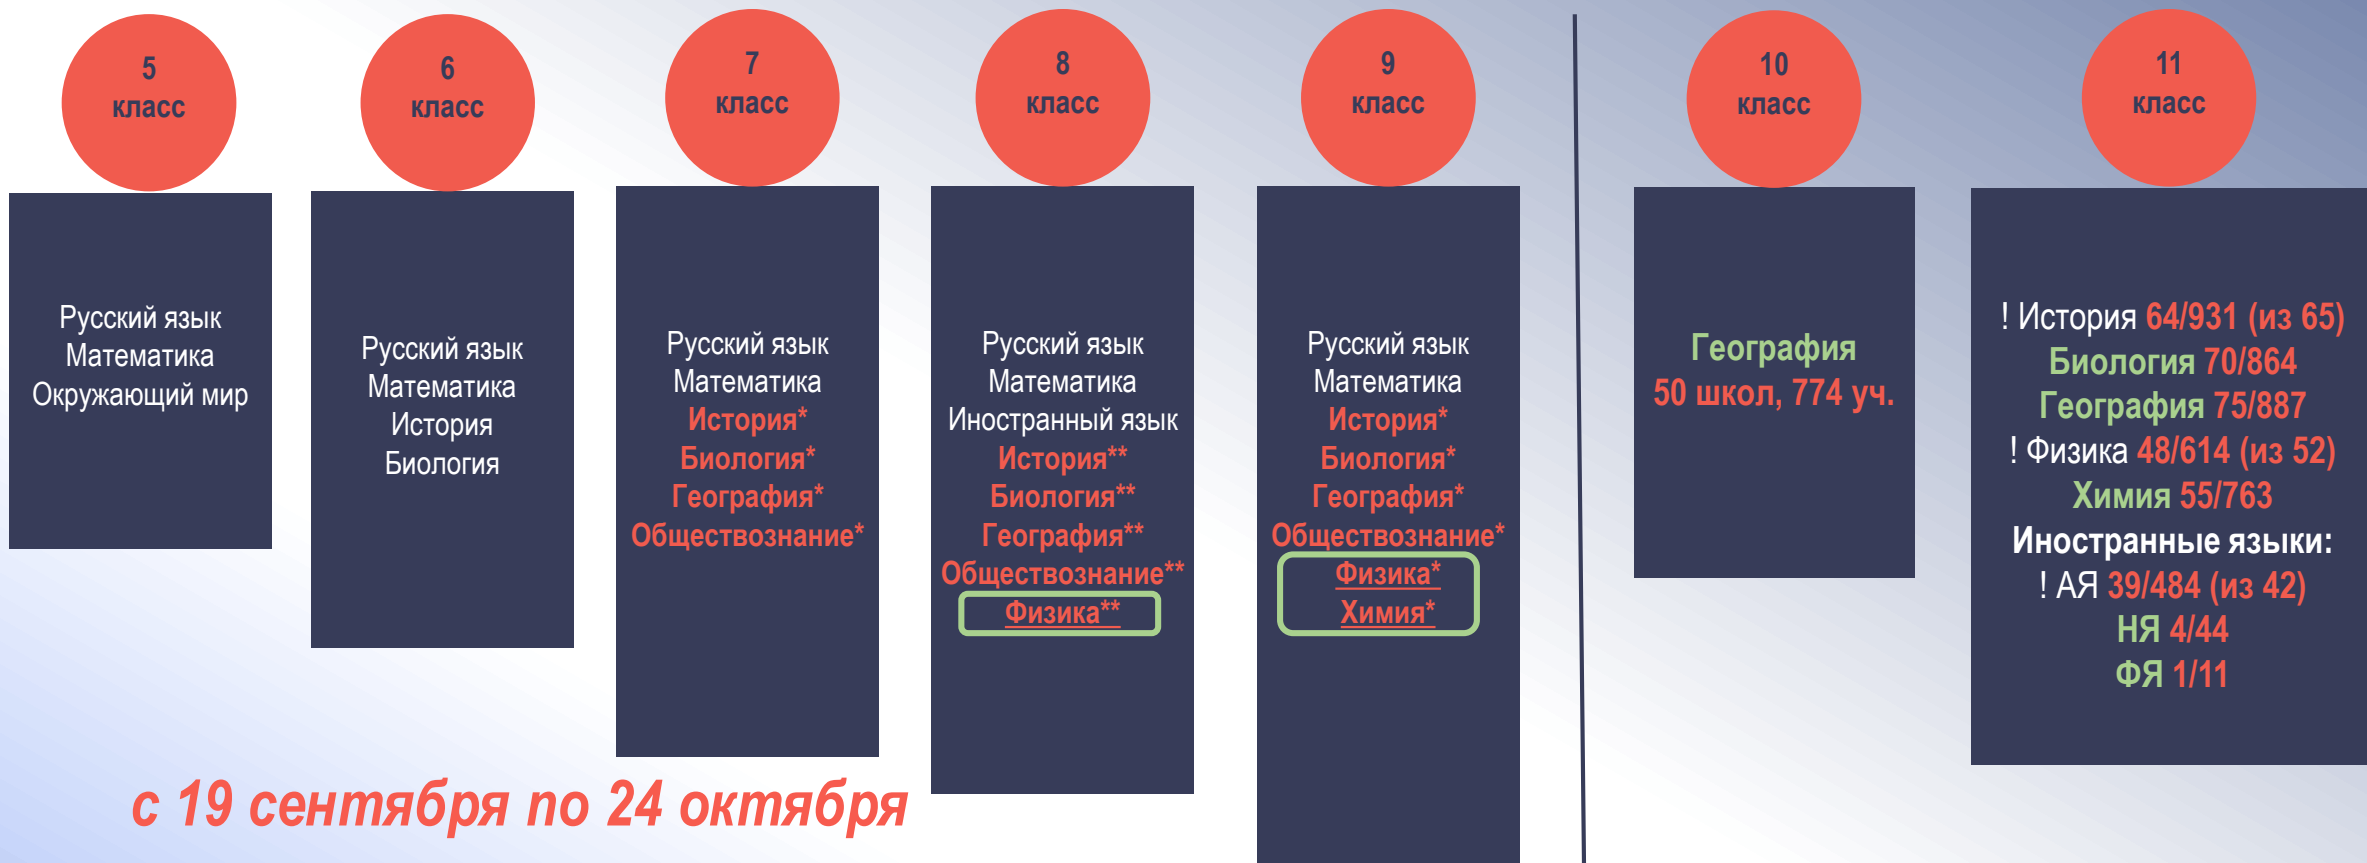 5
класс
Русский язык
Математика
Окружающий мир
6
класс
Русский язык
Математика
История
Биология
7
класс
Русский язык
Математика
История*
Биология*
География*
Обществознание*
8
класс
Русский язык
Математика
Иностранный язык
История**
Биология**
География**
Обществознание**
Физика**
9
класс
Русский язык
Математика
История*
Биология*
География*
Обществознание*
Физика*
Химия*
10
класс
География
50 школ, 774 уч.
11
класс
! История 64/931 (из 65)
Биология 70/864
География 75/887
! Физика 48/614 (из 52)
Химия 55/763
Иностранные языки:
! АЯ 39/484 (из 42)
НЯ 4/44
ФЯ 1/11
с 19 сентября по 24 октября